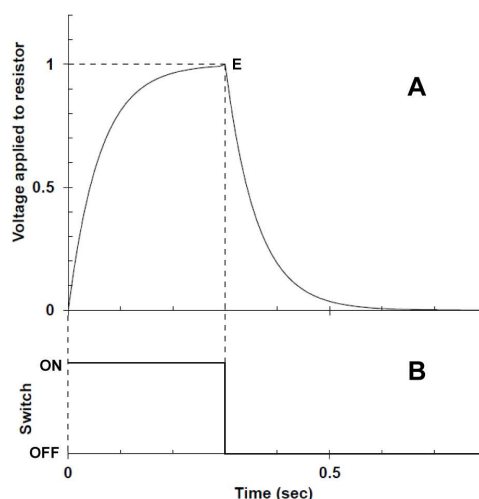 Voltage applied to resistor
1
0.5
0
E
A
Switch
ON
OFF
B
0
0.5
Time (sec)